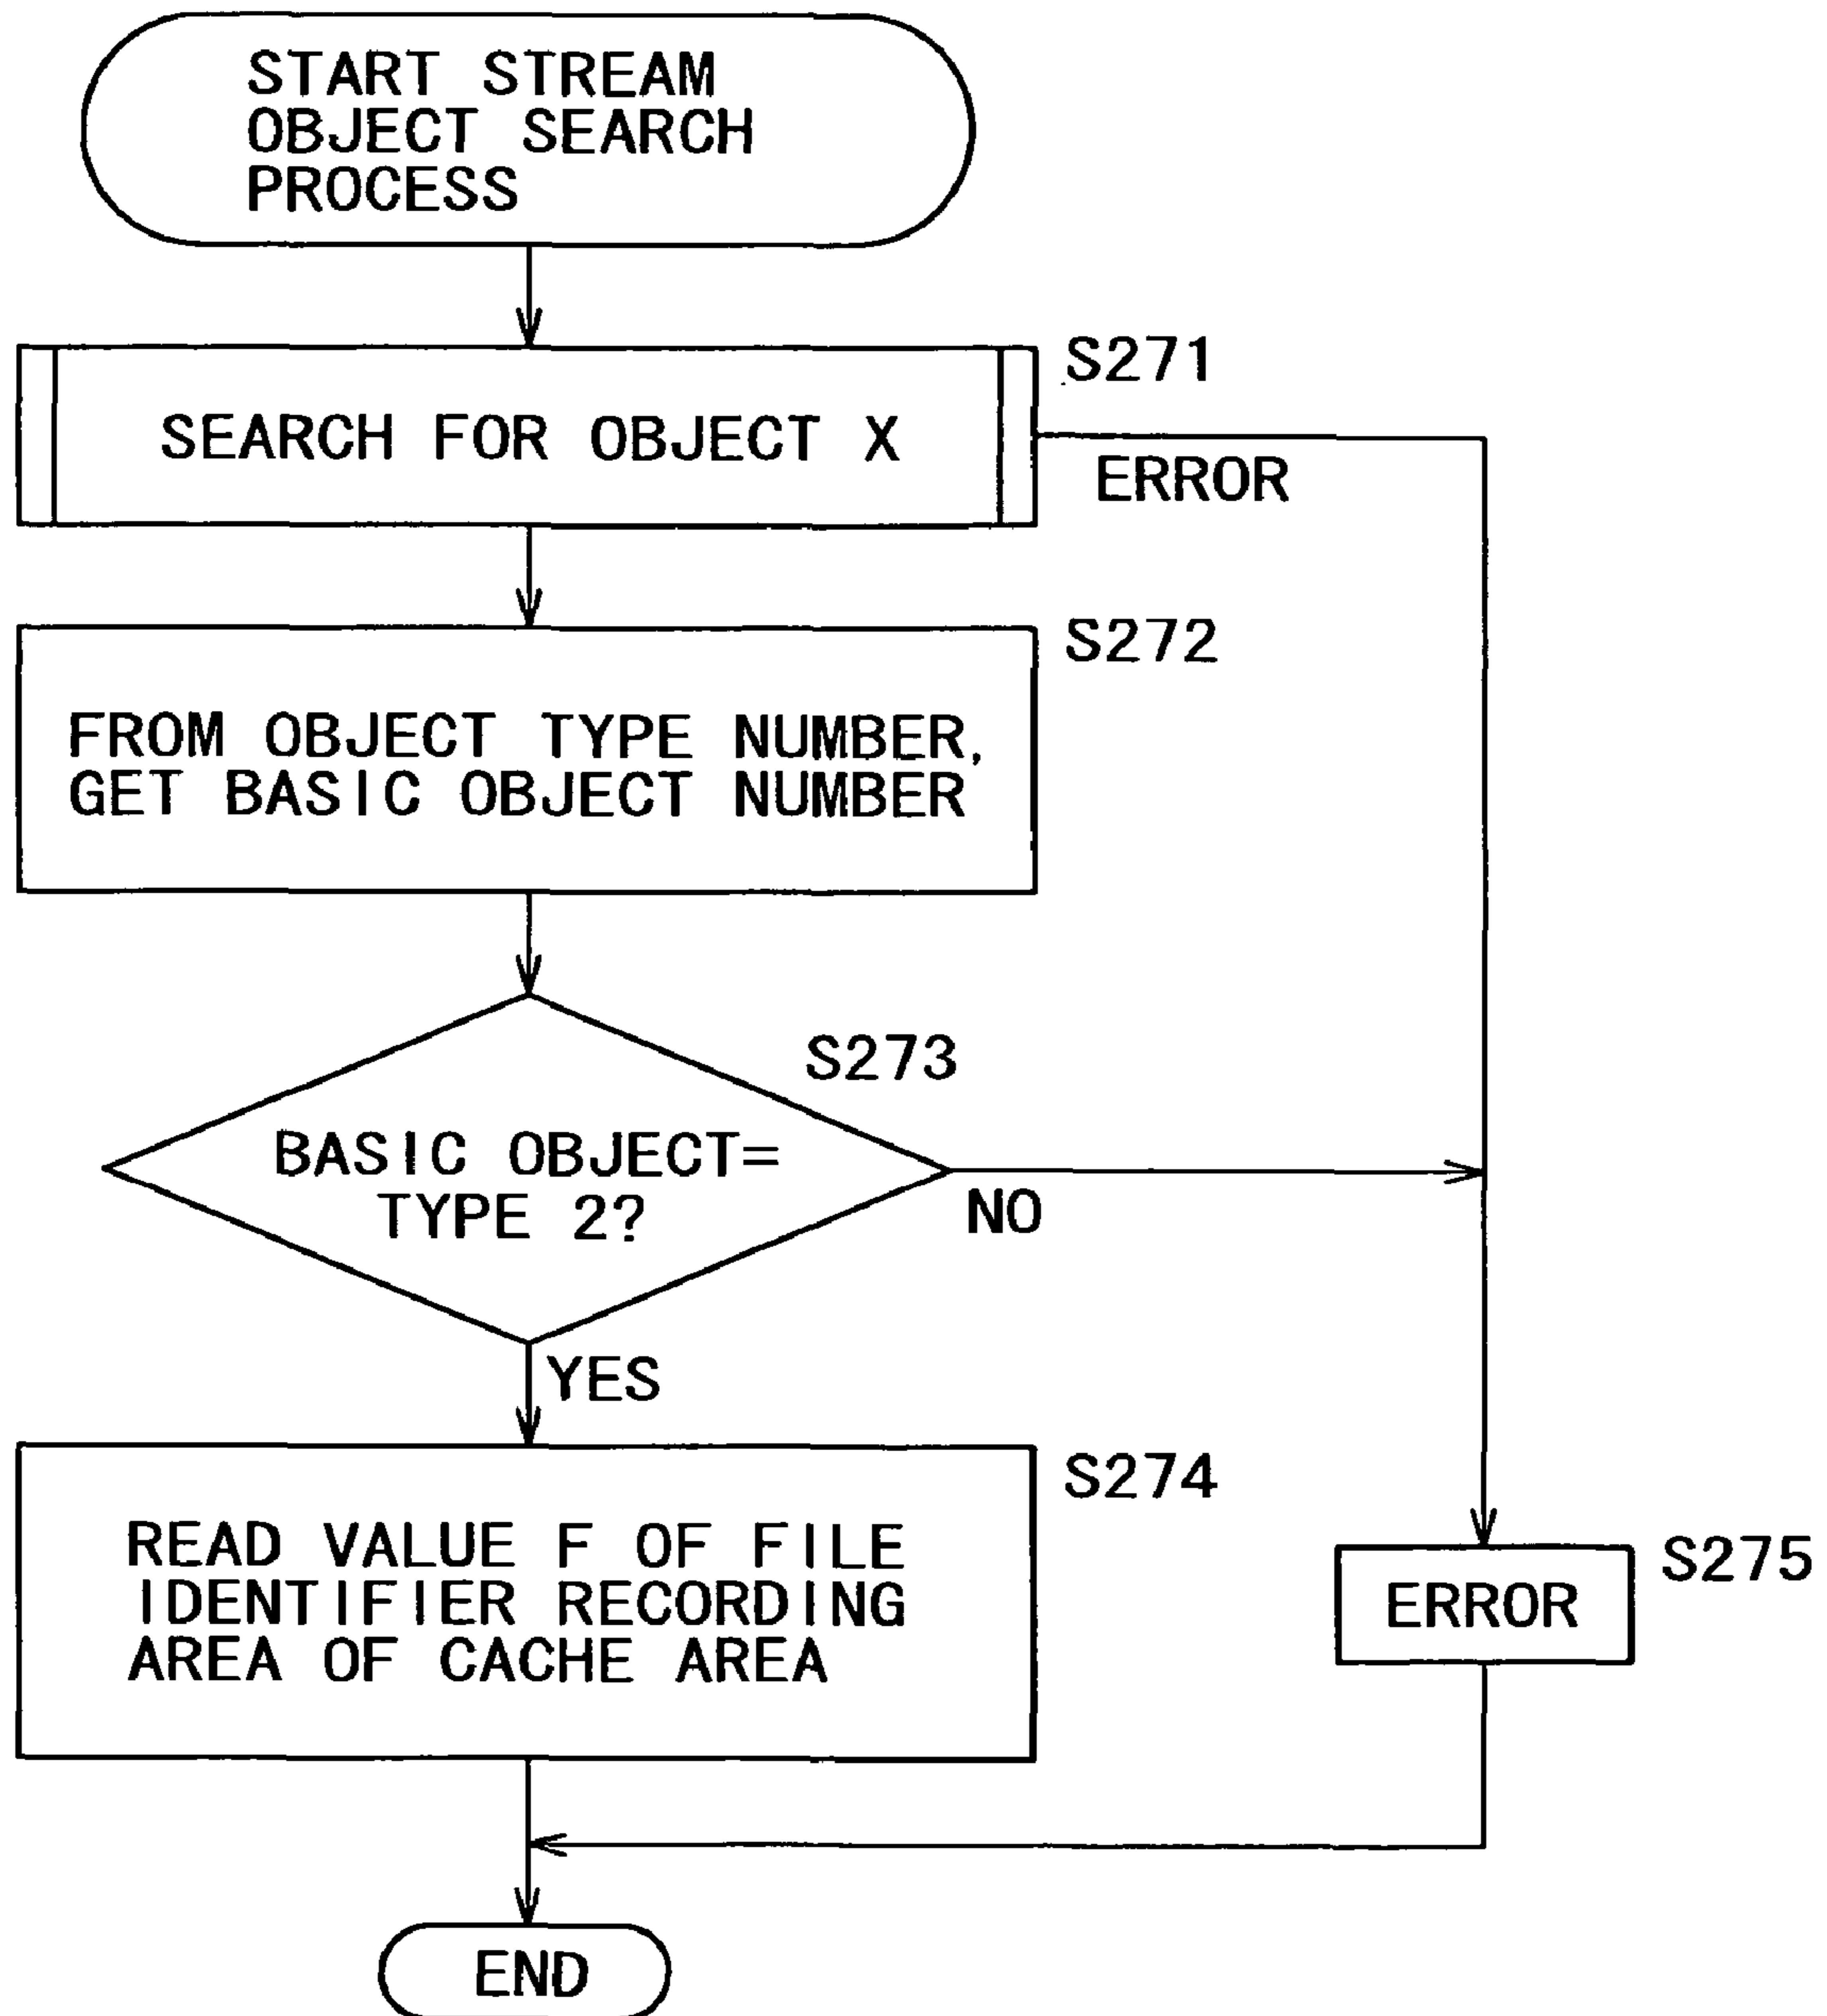 START STREAM
OBJECT SEARCH
PROCESS
S271
SEARCH FOR OBJECT X
ERROR
S272
FROM OBJECT TYPE NUMBER,
GET BASIC OBJECT NUMBER
S273
BASIC OBJECT=
TYPE 2?
NO
YES
S274
READ VALUE F OF FILE
IDENTIFIER RECORDING
AREA OF CACHE AREA
S275
ERROR
END